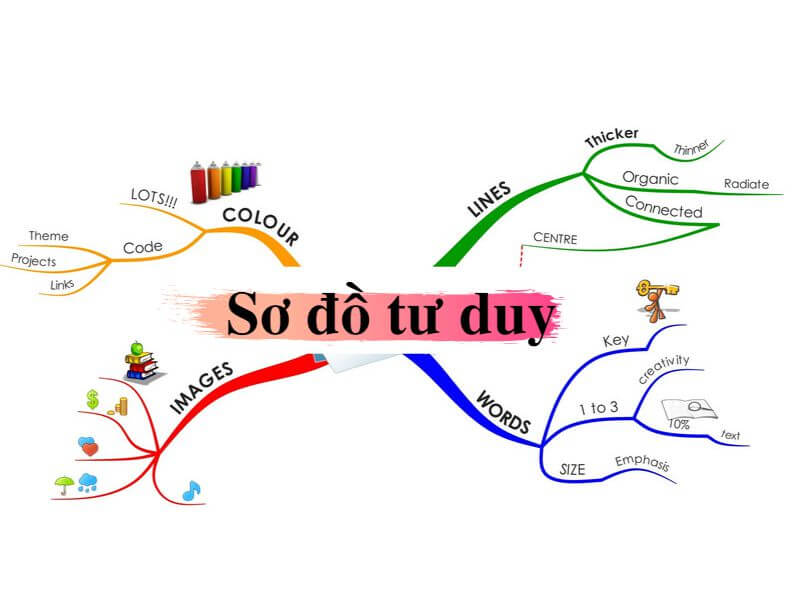 Thicker
Thinner
LINES
Organic
Radiate
Connected
CENTRE
LOTS!!!
COLOUR
Code
Theme
Projects
Links
Sơ đồ tư duy
IMAGES
$
WORDS
Key
creativity
1 to 3
10%
text
SIZE
Emphasis